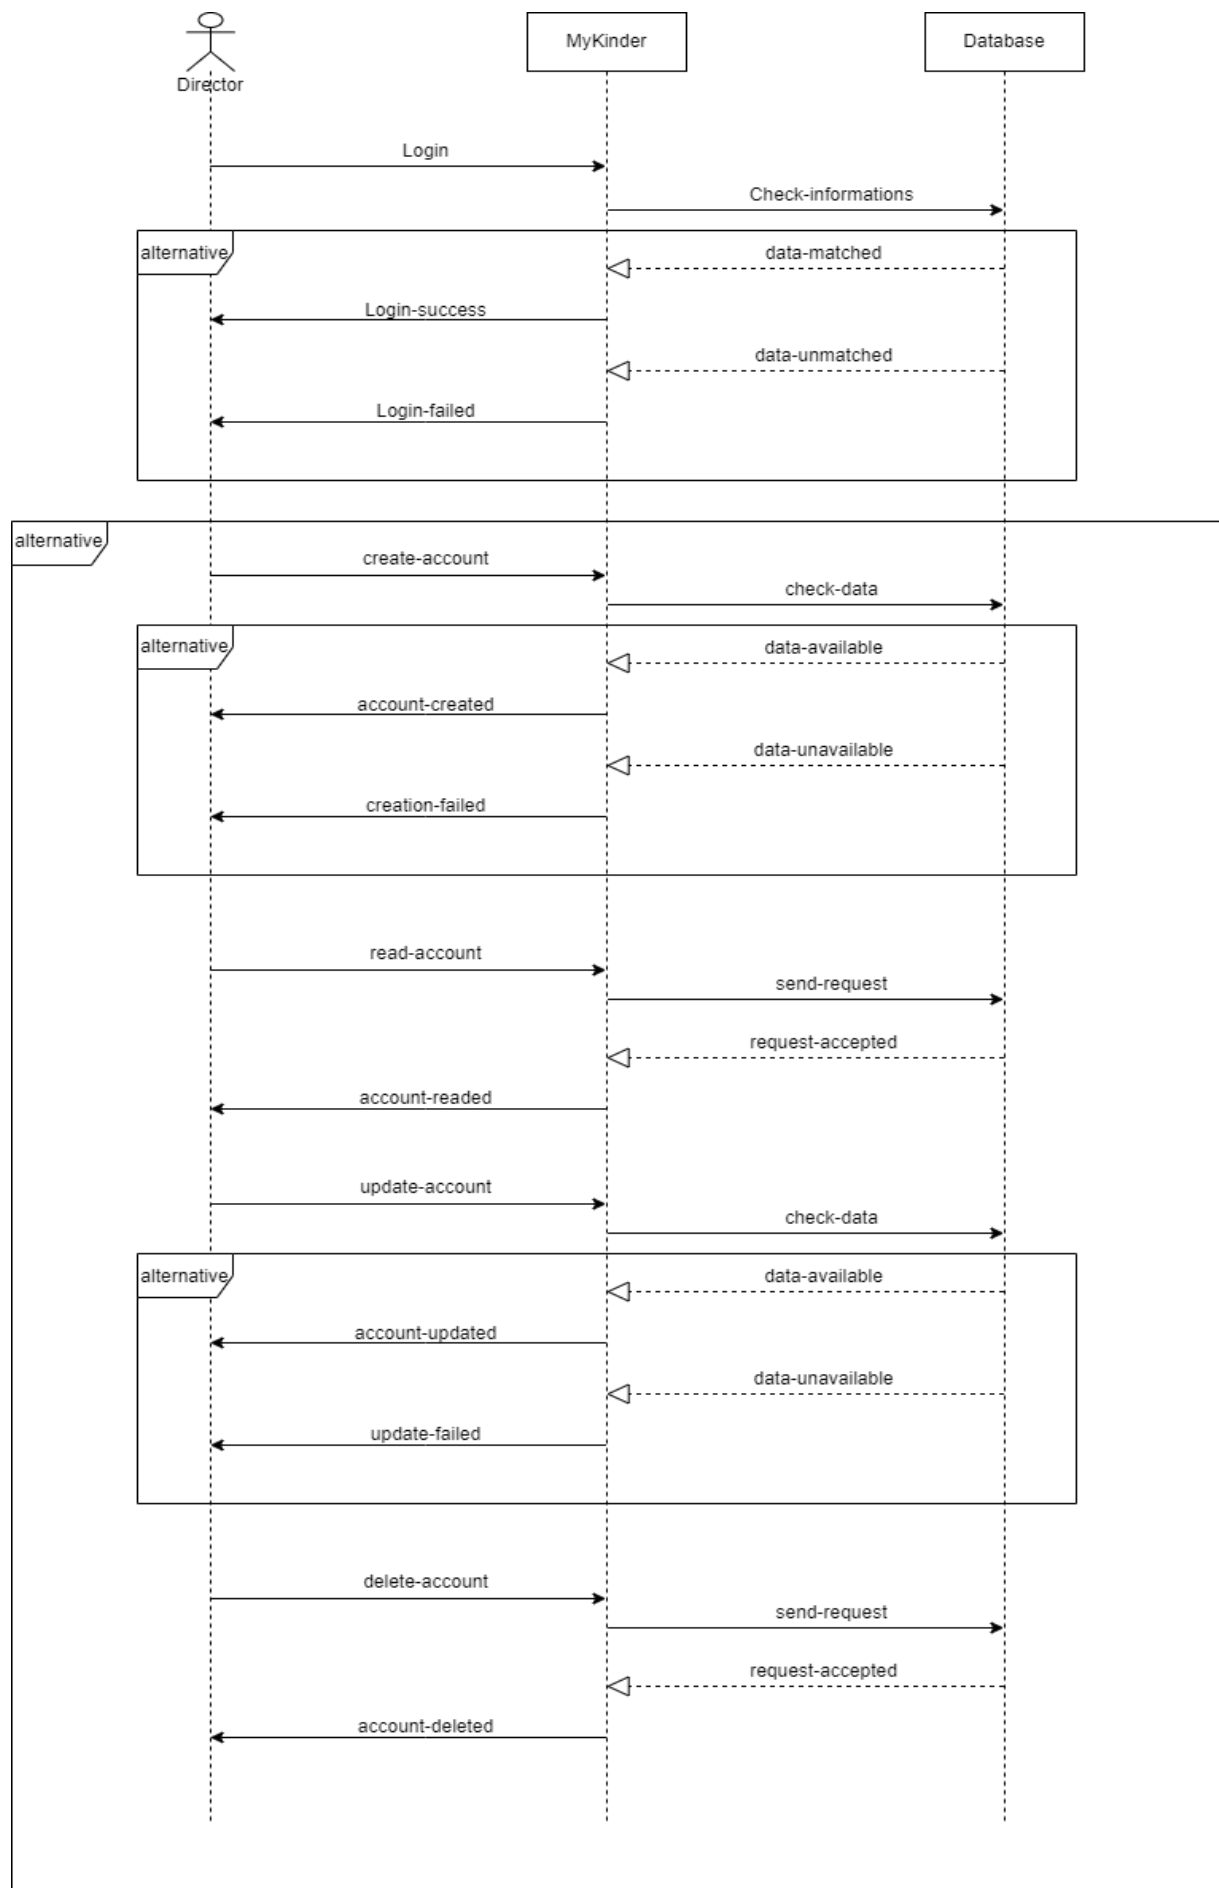 Director
MyKinder
Database
Login
Check-informations
alternative
data-matched
Login-success
data-unmatched
Login-failed
alternative
create-account
check-data
alternative
data-available
account-created
data-unavailable
creation-failed
read-account
send-request
request-accepted
account-readed
update-account
check-data
alternative
data-available
account-updated
data-unavailable
update-failed
delete-account
send-request
request-accepted
account-deleted